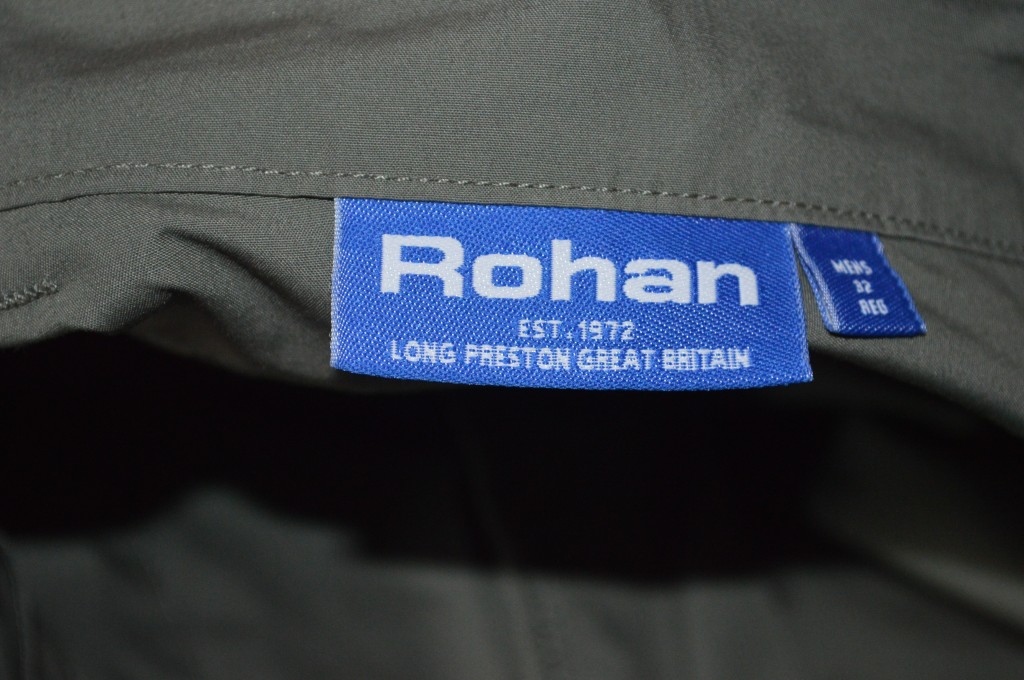 Rohan
EST.1972
LONG PRESTON GREAT BRITAIN
MENS
32
REG